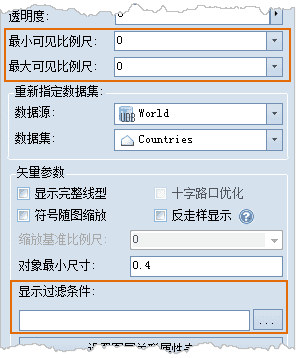 透明度：
最小可见比例尺： 0
最大可见比例尺： 0
重新指定数据集：
数据源： UDB World
数据集： Countries
矢量参数
显示完整线型 十字路口优化
符号随图缩放 反走样显示 ?
缩放基准比例尺： 0
对象最小尺寸： 0.4
显示过滤条件：
...